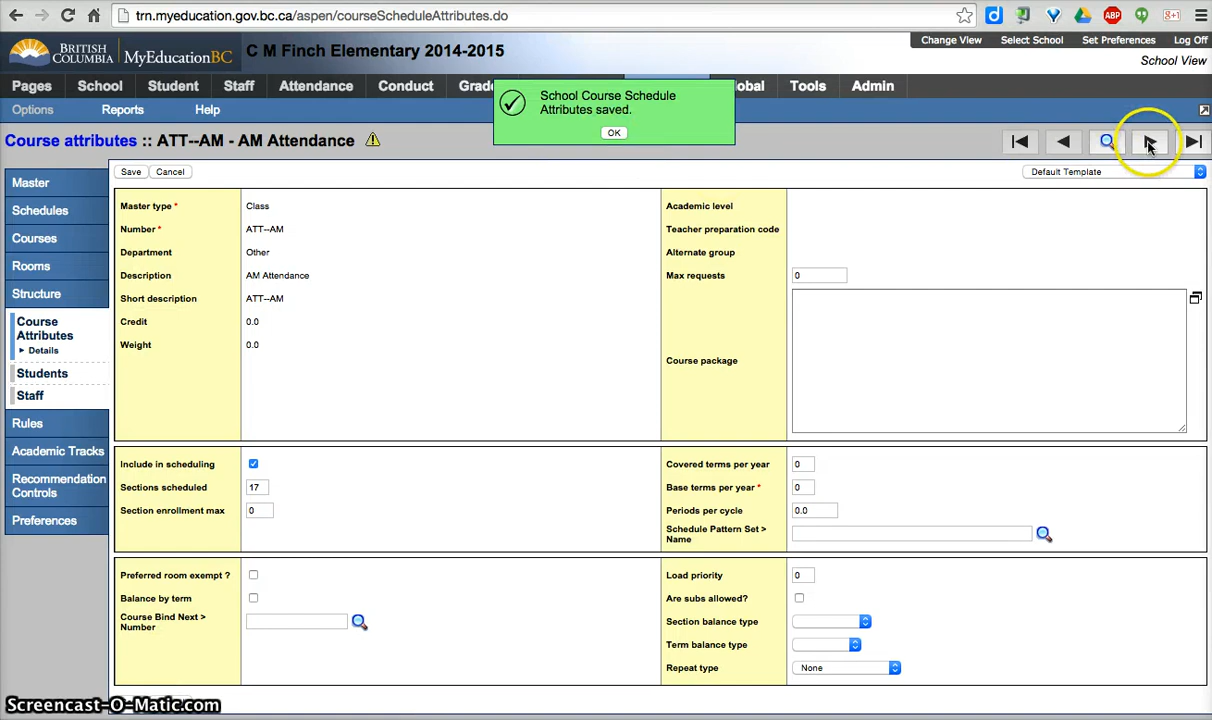 trn.myeducation.gov.bc.ca/aspen/courseScheduleAttributes.do
BRITISH COLUMBIA
MyEducationBC
C M Finch Elementary 2014-2015
Change View
Select School
Set Preferences
Log Off
School View
Pages
School
Student
Staff
Attendance
Conduct
Grade
lobal
Tools
Admin
Options
Reports
Help
School Course Schedule
Attributes saved.
OK
Course attributes :: ATT--AM - AM Attendance
Save
Cancel
Default Template
Master
Schedules
Courses
Rooms
Structure
Course
Attributes
Details
Students
Staff
Rules
Academic Tracks
Recommendation
Controls
Preferences
Master type * Class
Number * ATT--AM
Department Other
Description AM Attendance
Short description ATT--AM
Credit 0.0
Weight 0.0
Academic level
Teacher preparation code
Alternate group
Max requests 0
Course package
Include in scheduling
Sections scheduled 17
Section enrollment max 0
Covered terms per year 0
Base terms per year * 0
Periods per cycle 0.0
Schedule Pattern Set >
Name
Preferred room exempt ?
Balance by term
Course Bind Next >
Number
Load priority 0
Are subs allowed?
Section balance type
Term balance type
Repeat type None
Screencast-O-Matic.com